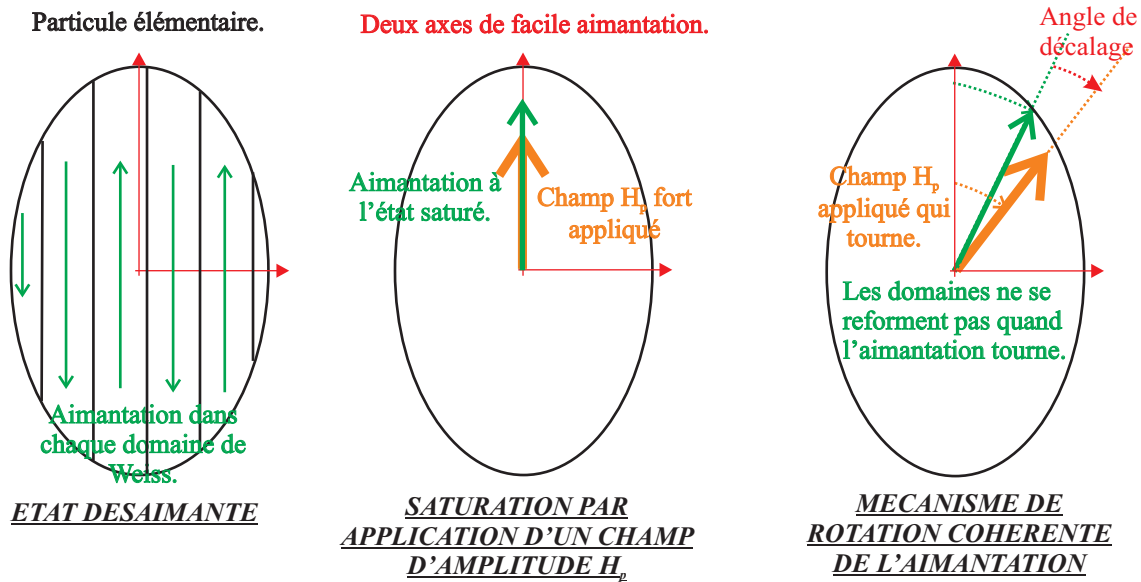 Particule élémentaire.
Aimantation dans
chaque domaine de
Weiss.
ETAT DESAIMANTE
Deux axes de facile aimantation.
Aimantation à
l'état saturé.
Champ Hp fort
appliqué
SATURATION PAR
APPLICATION D'UN CHAMP
D'AMPLITUDE Hp
Angle de
décalage
Champ Hp
appliqué qui
tourne.
Les domaines ne se
reforment pas quand
l'aimantation tourne.
MECANISME DE
ROTATION COHERENTE
DE L'AIMANTATION